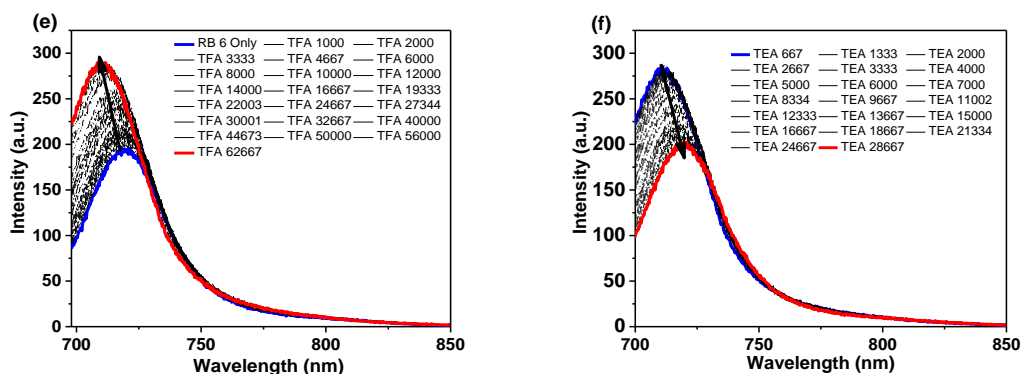 (e)
RB 6 Only TFA 1000 TFA 2000
TFA 3333 TFA 4667 TFA 6000
TFA 8000 TFA 10000 TFA 12000
TFA 14000 TFA 16667 TFA 19333
TFA 22003 TFA 24667 TFA 27344
TFA 30001 TFA 32667 TFA 40000
TFA 44673 TFA 50000 TFA 56000
TFA 62667
Intensity (a.u.)
300
250
200
150
100
50
0
700 750 800 850
Wavelength (nm)
(f)
TEA 667 TEA 1333 TEA 2000
TEA 2667 TEA 3333 TEA 4000
TEA 5000 TEA 6000 TEA 7000
TEA 8334 TEA 9667 TEA 11002
TEA 12333 TEA 13667 TEA 15000
TEA 16667 TEA 18667 TEA 21334
TEA 24667 TEA 28667
Intensity (a.u.)
300
250
200
150
100
50
0
700 750 800 850
Wavelength (nm)